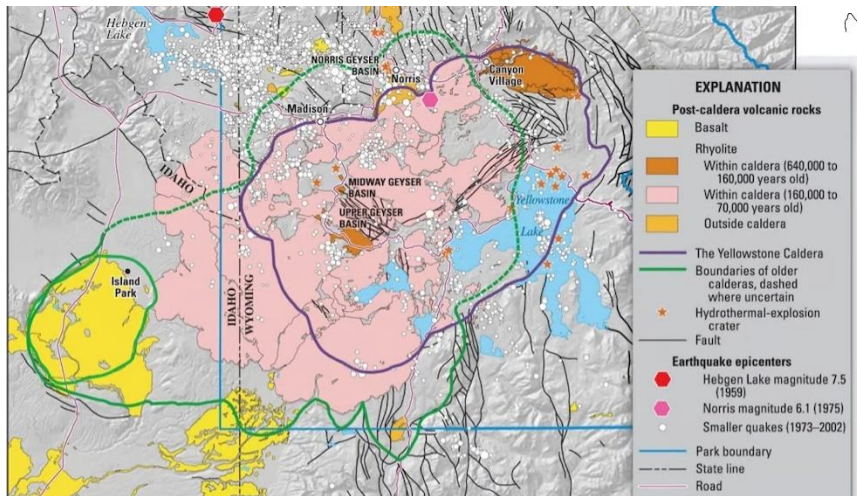 Hebgen
Lake
NORRIS GEYSER
BASIN
Norris
Canyon
Village
Madison
IDAHO
MIDWAY GEYSER
BASIN
UPPER GEYSER
BASIN
Yellowstone
Lake
Island
Park
IDAHO
WYOMING
EXPLANATION
Post-caldera volcanic rocks
Basalt
Rhyolite
Within caldera (640,000 to
160,000 years old)
Within caldera (160,000 to
70,000 years old)
Outside caldera
The Yellowstone Caldera
Boundaries of older
calderas, dashed
where uncertain
Hydrothermal-explosion
crater
Fault
Earthquake epicenters
Hebgen Lake magnitude 7.5
(1959)
Norris magnitude 6.1 (1975)
Smaller quakes (1973–2002)
Park boundary
State line
Road